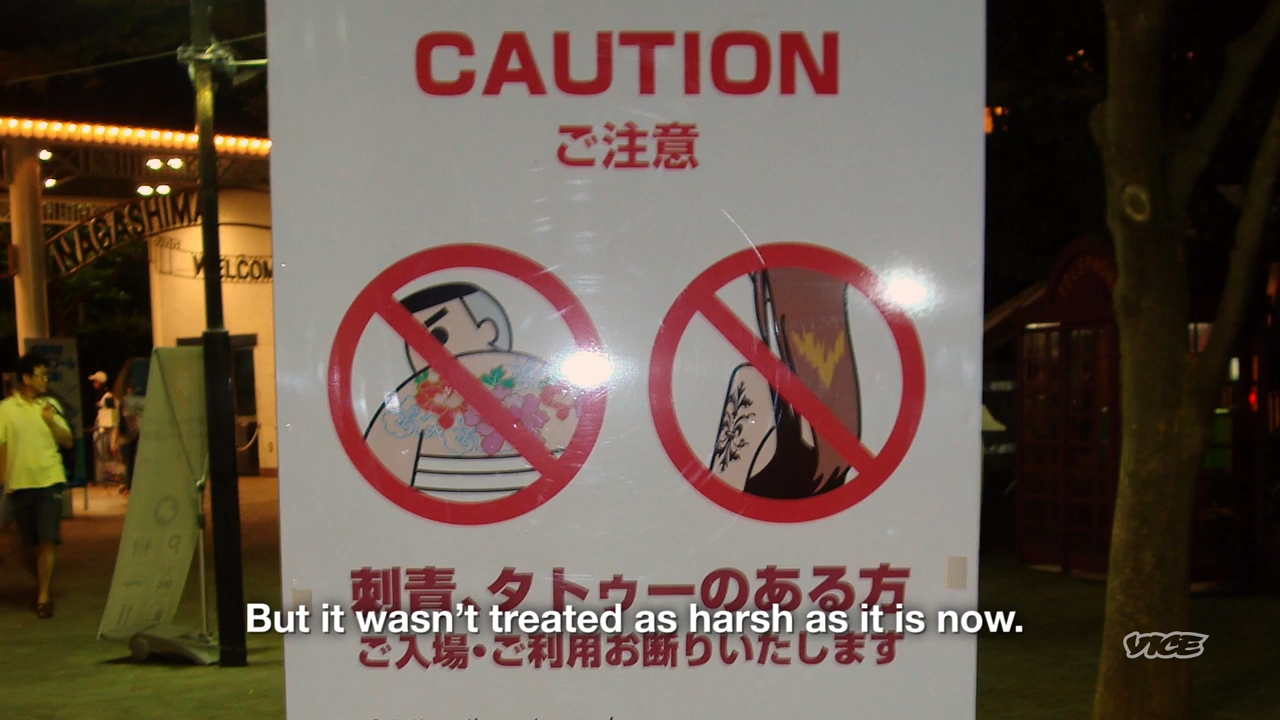 CAUTION
ご注意
NAGASHIMA
WELCOM
刺青、タトゥーのある方
But it wasn't treated as harsh as it is now.
ご入場・ご利用お断りいたします
VICE